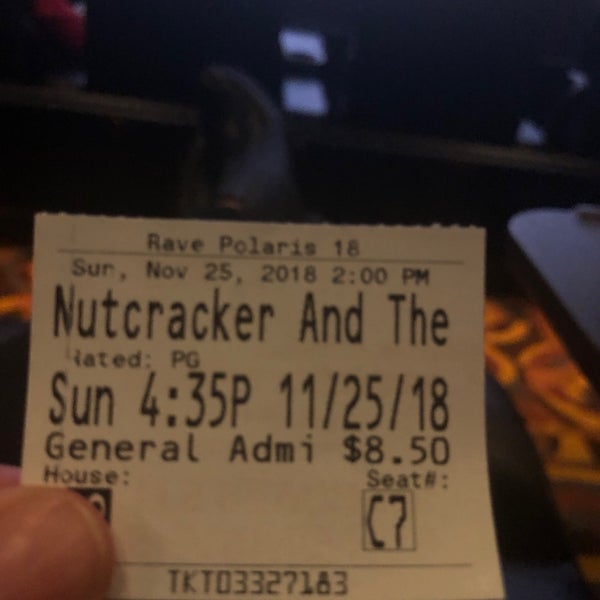 Rave Polaris 18
Sun, Nov 25, 2018 2:00 PM
Nutcracker And The
Rated: PG
Sun 4:35P 11/25/18
General Admi $8.50
House: Seat#:
C7
TKT03327183